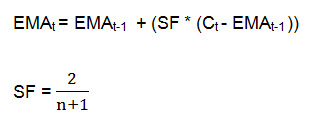 EMAₜ = EMAₜ₋₁ + (SF * (Cₜ - EMAₜ₋₁))
SF = 2/(n+1)